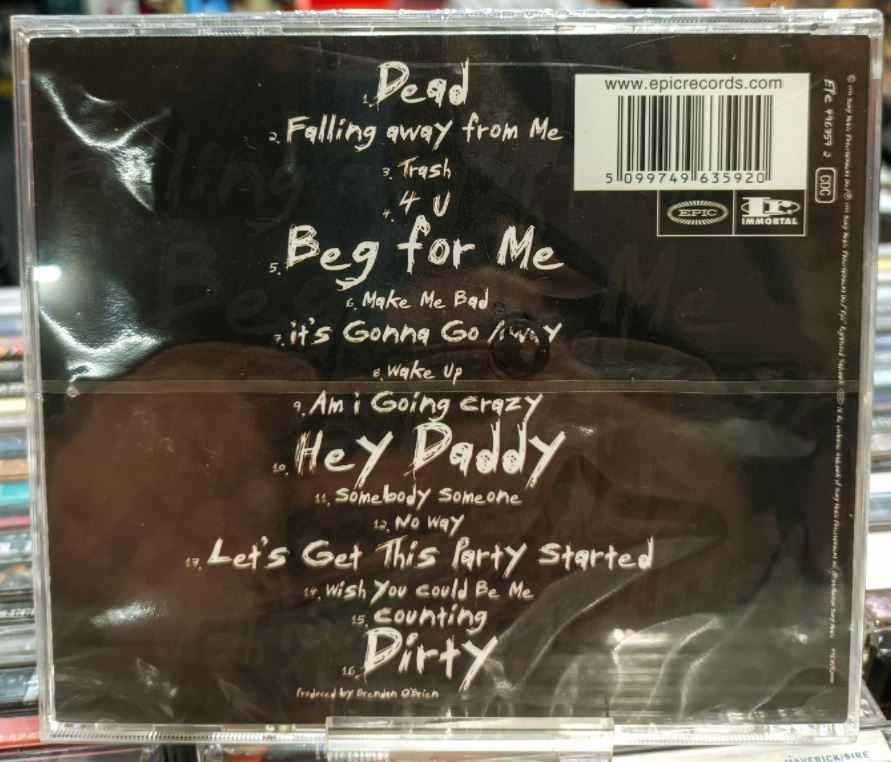 1. Dead
2. Falling away from Me
3. Trash
4. 4 U
5. Beg for Me
6. Make Me Bad
7. it's Gonna Go Away
8. Wake Up
9. Am i Going crazy
10. Hey Daddy
11. somebody someone
12. No Way
13. Let's Get This Party started
14. Wish You could Be Me
15. counting
16. Dirty
Produced by Brendan O'Brien
www.epicrecords.com
5 099749 635920
EPIC
IMMORTAL
CDC
MAVERICK/SIRE